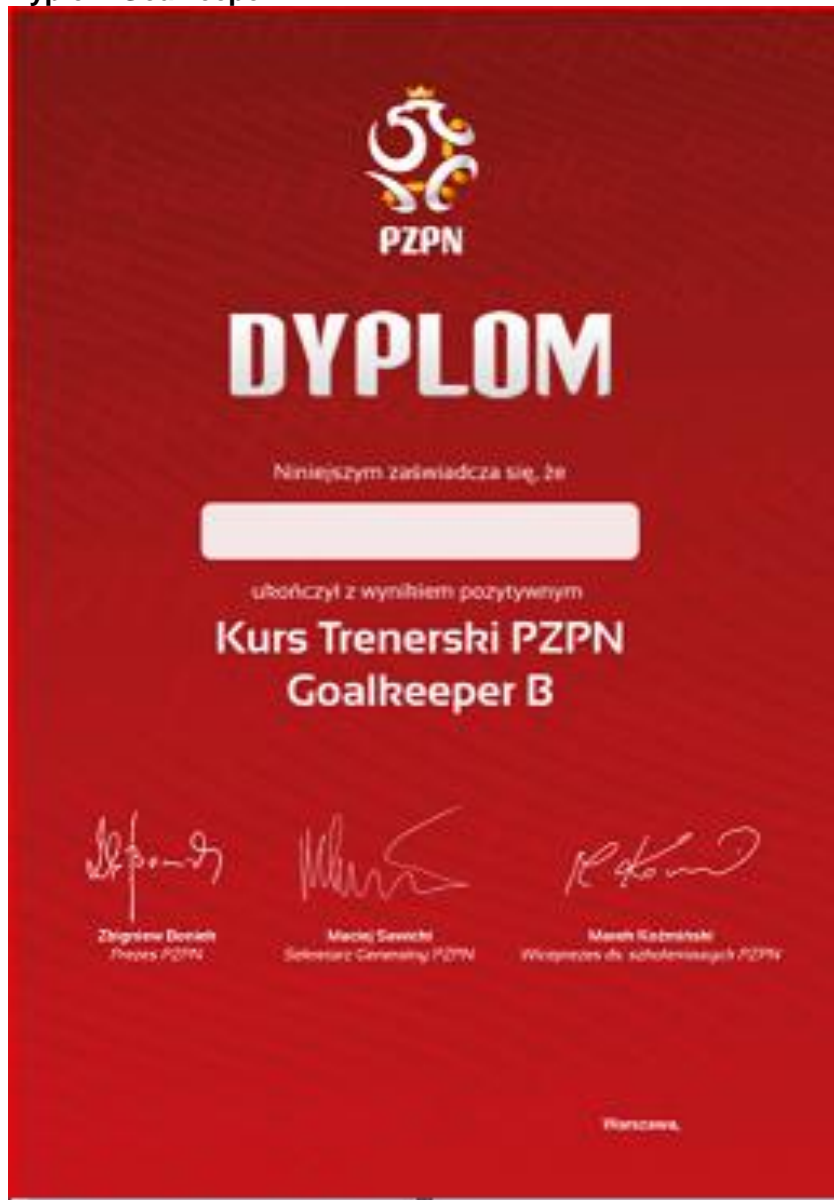 PZPN
DYPLOM
Niniejszym zaświadcza się, że
ukończył z wynikiem pozytywnym
Kurs Trenerski PZPN
Goalkeeper B
Zbigniew Boniek
Prezes PZPN
Maciej Sawicki
Sekretarz Generalny PZPN
Marek Koźmiński
Wiceprezes ds. szkoleniowych PZPN
Warszawa,